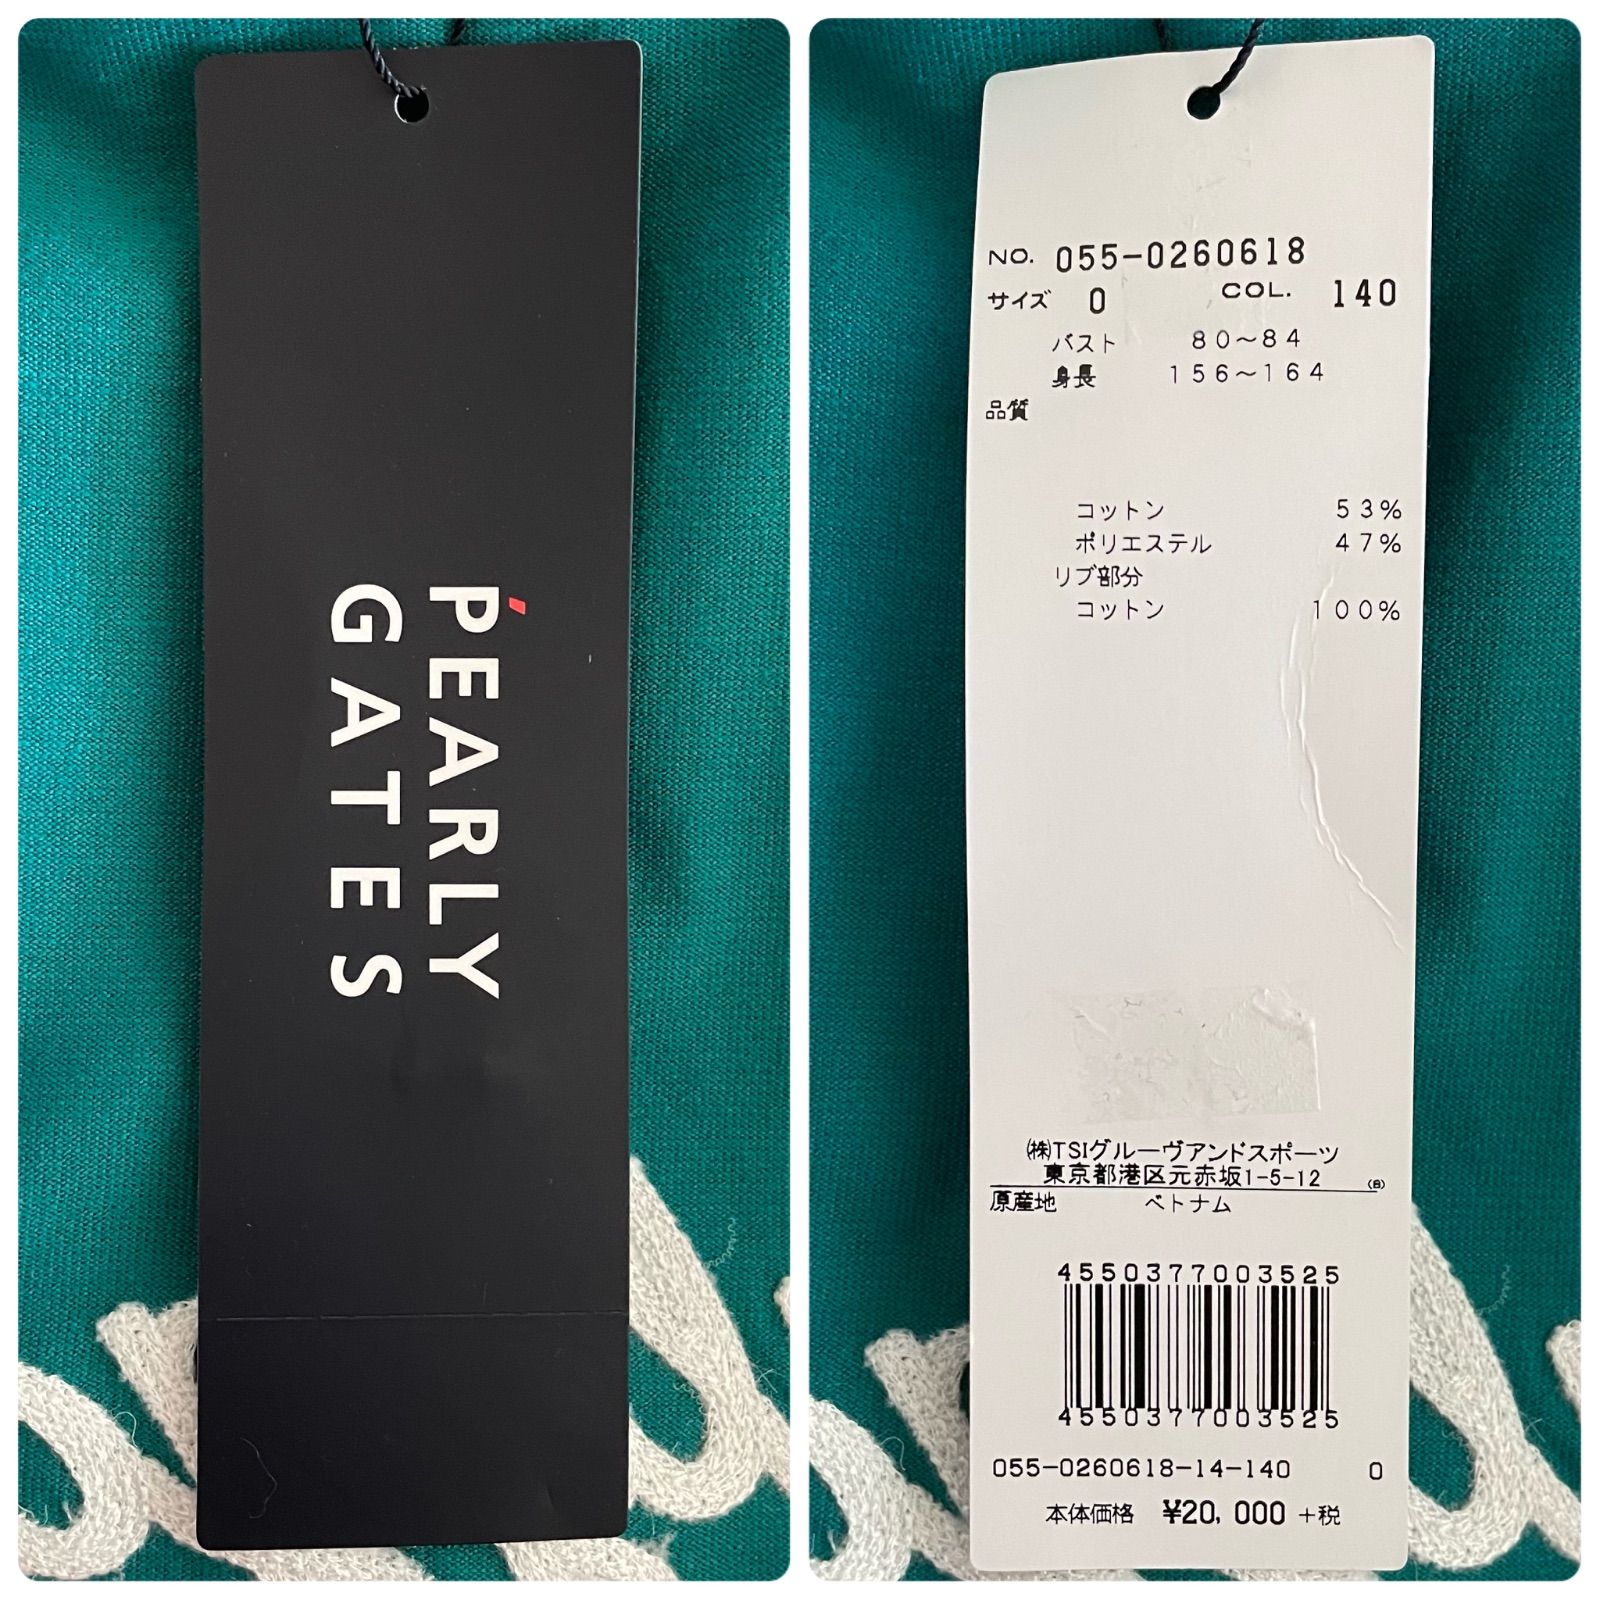 PEARLY
GATES
NO. 055-0260618
サイズ 0 COL. 140
バスト 80~84
身長 156~164
品質
コットン 53%
ポリエステル 47%
リブ部分
コットン 100%
㈱TSIグルーヴアンドスポーツ
東京都港区元赤坂1-5-12
原産地 ベトナム
4550377003525
4550377003525
055-0260618-14-140 0
本体価格 ¥20,000 +税